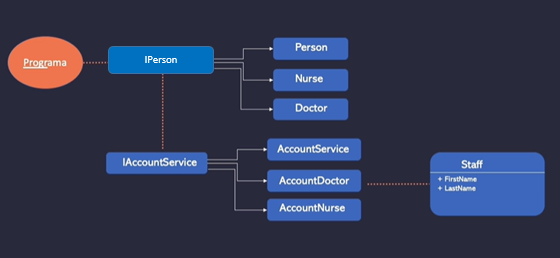 Programa
IPerson
Person
Nurse
Doctor
IAccountService
AccountService
AccountDoctor
AccountNurse
Staff
+ FirstName
+ LastName